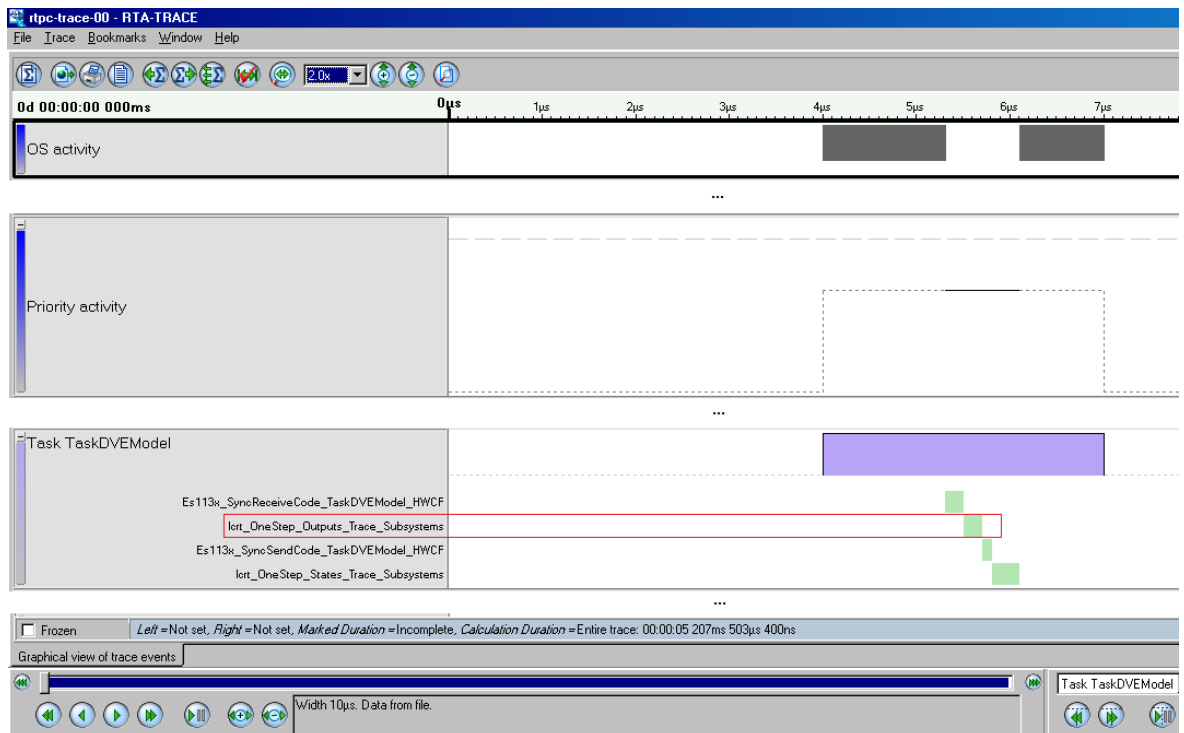 rtpc-trace-00 - RTA-TRACE
File Trace Bookmarks Window Help
2.0x
0d 00:00:00 000ms 0µs 1µs 2µs 3µs 4µs 5µs 6µs 7µs
OS activity
...
Priority activity
...
Task TaskDVEModel
Es113x_SyncReceiveCode_TaskDVEModel_HWCF
lcrt_OneStep_Outputs_Trace_Subsystems
Es113x_SyncSendCode_TaskDVEModel_HWCF
lcrt_OneStep_States_Trace_Subsystems
...
Frozen Left =Not set, Right =Not set, Marked Duration =Incomplete, Calculation Duration =Entire trace: 00:00:05 207ms 503µs 400ns
Graphical view of trace events
Task TaskDVEModel
Width 10µs. Data from file.